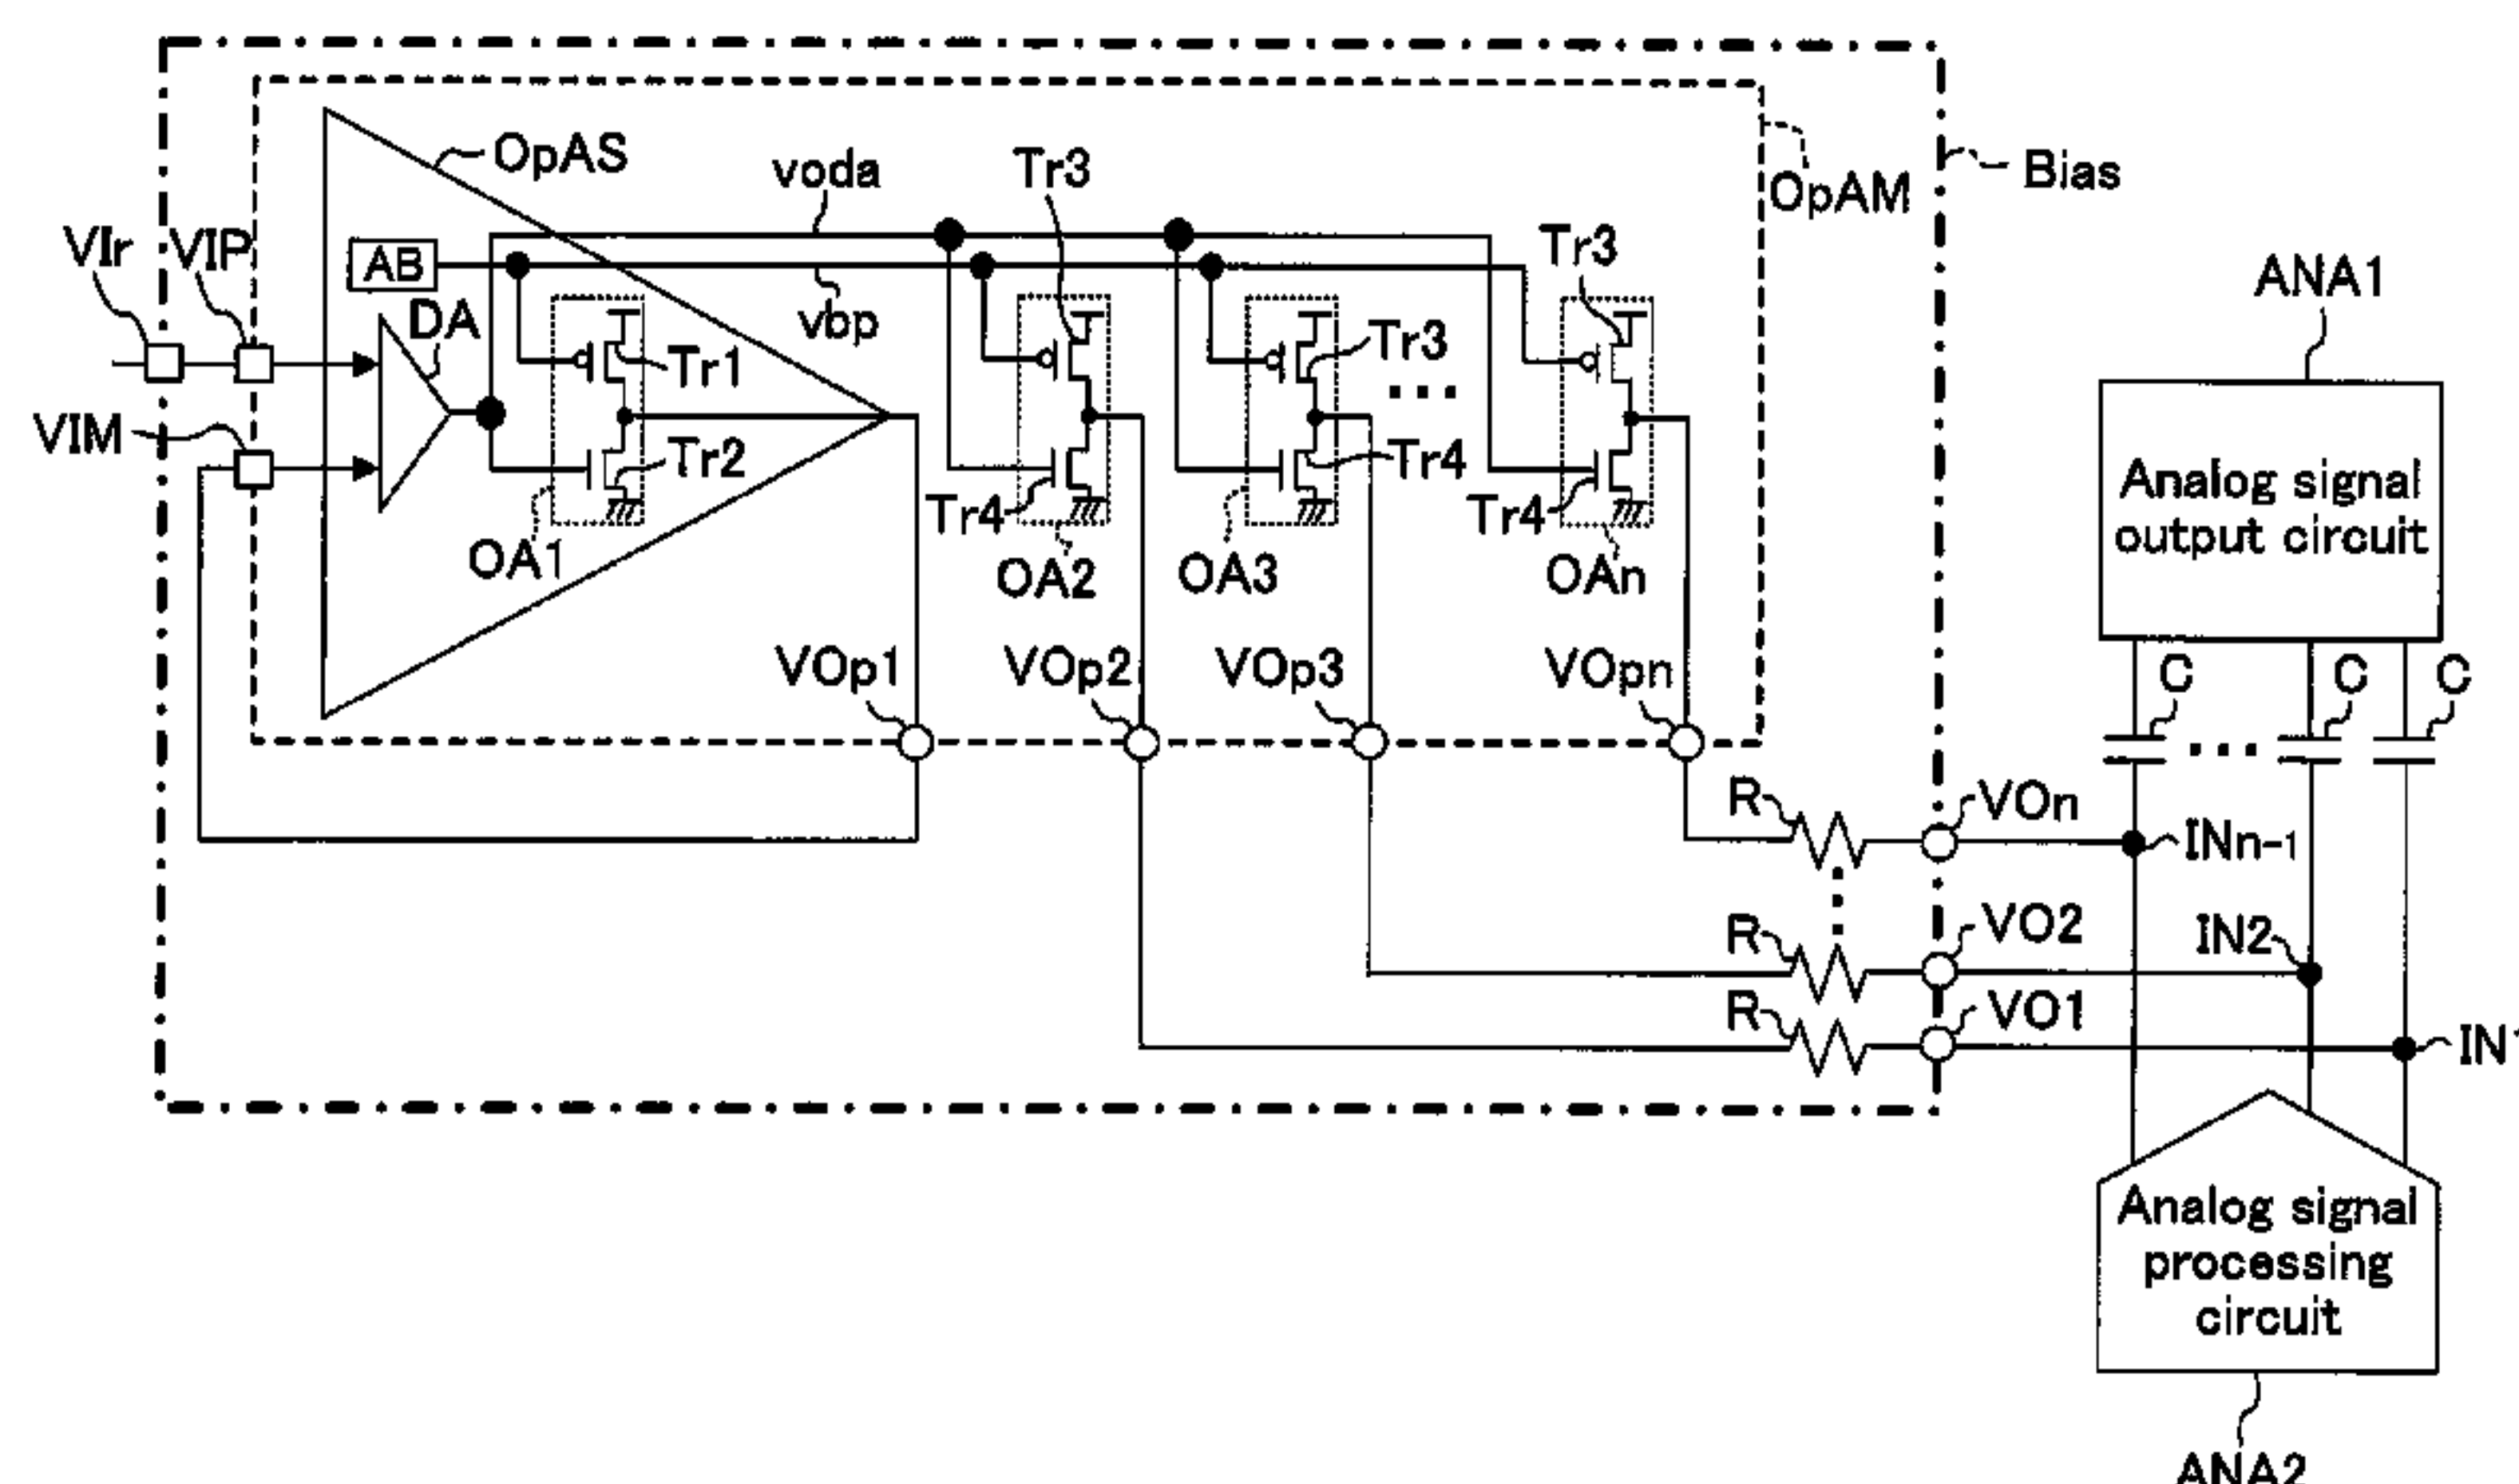 OpAS
voda
Tr3
Bias
OpAM
VIr
VIP
AB
Tr3
ANA1
DA
vbp
Tr1
Tr3
VIM
Tr2
Tr4
Tr4
Tr4
OA1
OA2
OA3
OAn
Analog signal
output circuit
VOp1
VOp2
VOp3
VOpn
C
C
C
R
VOn
INn-1
R
VO2
IN2
R
VO1
IN1
Analog signal
processing
circuit
ANA2